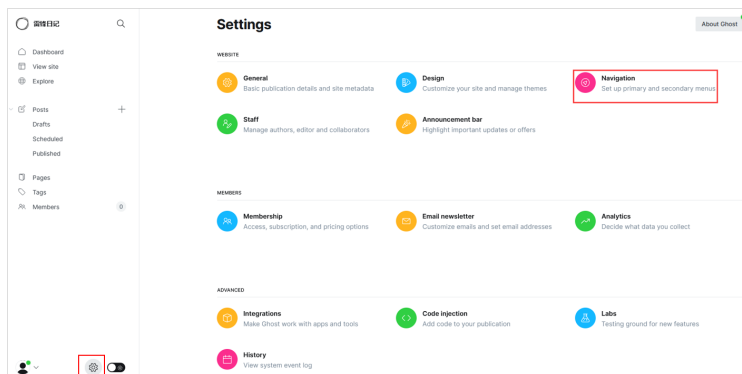 雷锋日记
Dashboard
View site
Explore
Posts
Drafts
Scheduled
Published
Pages
Tags
Members 0
Settings
About Ghost
WEBSITE
General
Basic publication details and site metadata
Design
Customize your site and manage themes
Navigation
Set up primary and secondary menus
Staff
Manage authors, editor and collaborators
Announcement bar
Highlight important updates or offers
MEMBERS
Membership
Access, subscription, and pricing options
Email newsletter
Customize emails and set email addresses
Analytics
Decide what data you collect
ADVANCED
Integrations
Make Ghost work with apps and tools
Code injection
Add code to your publication
Labs
Testing ground for new features
History
View system event log